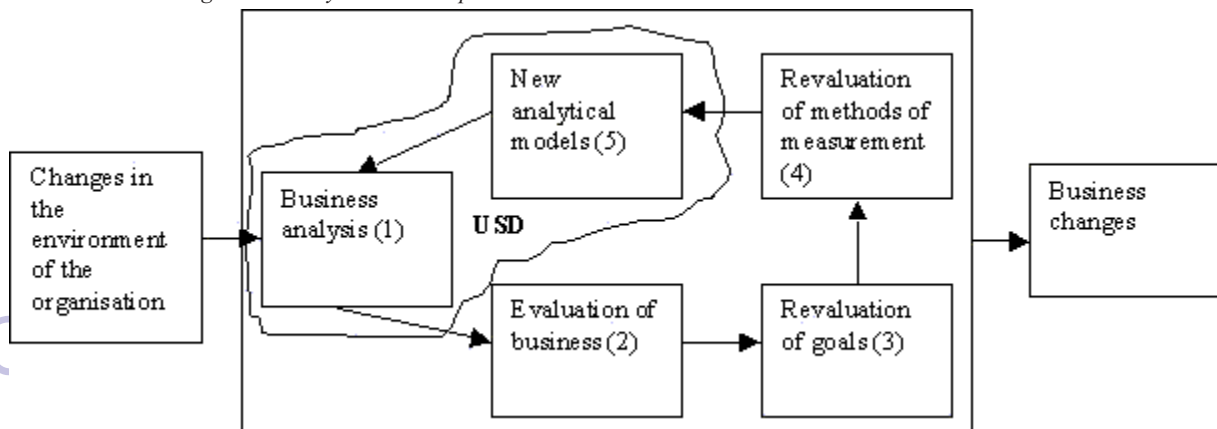 Changes in
the
environment
of the
organisation
Business
analysis (1)
USD
New
analytical
models (5)
Evaluation of
business (2)
Revaluation
of goals (3)
Revaluation
of methods of
measurement
(4)
Business
changes